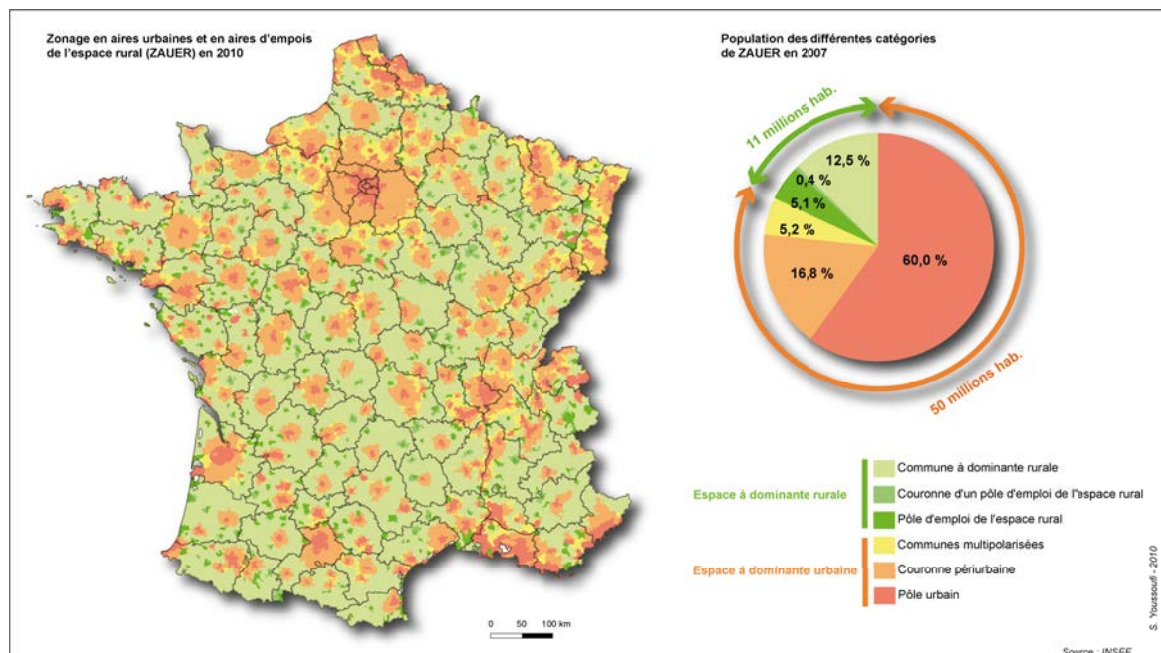 Zonage en aires urbaines et en aires d'empois
de l'espace rural (ZAUER) en 2010
Population des différentes catégories
de ZAUER en 2007
11 millions hab.
12,5 %
0,4 %
5,1 %
5,2 %
16,8 %
60,0 %
50 millions hab.
Espace à dominante rurale
Commune à dominante rurale
Couronne d'un pôle d'emploi de l'espace rural
Pôle d'emploi de l'espace rural
Espace à dominante urbaine
Communes multipolarisées
Couronne périurbaine
Pôle urbain
0 50 100 km
S. Youssoufi - 2010
Source : INSEE